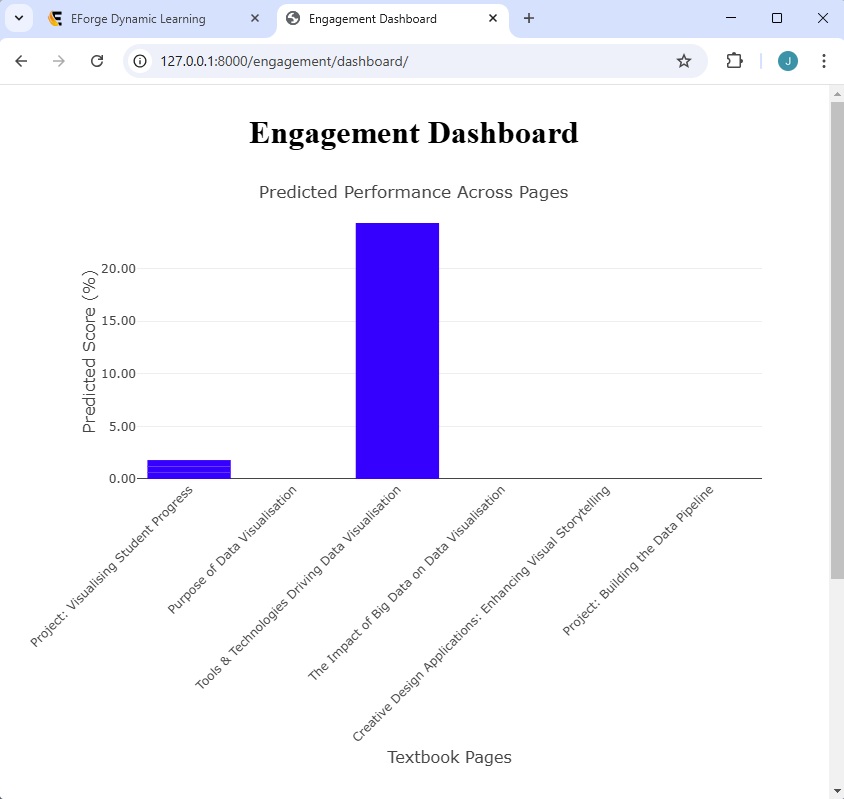 EForge Dynamic Learning
Engagement Dashboard
127.0.0.1:8000/engagement/dashboard/
J
Engagement Dashboard
Predicted Performance Across Pages
Predicted Score (%)
20.00
15.00
10.00
5.00
0.00
Project: Visualising Student Progress
Purpose of Data Visualisation
Tools & Technologies Driving Data Visualisation
The Impact of Big Data on Data Visualisation
Creative Design Applications: Enhancing Visual Storytelling
Project: Building the Data Pipeline
Textbook Pages